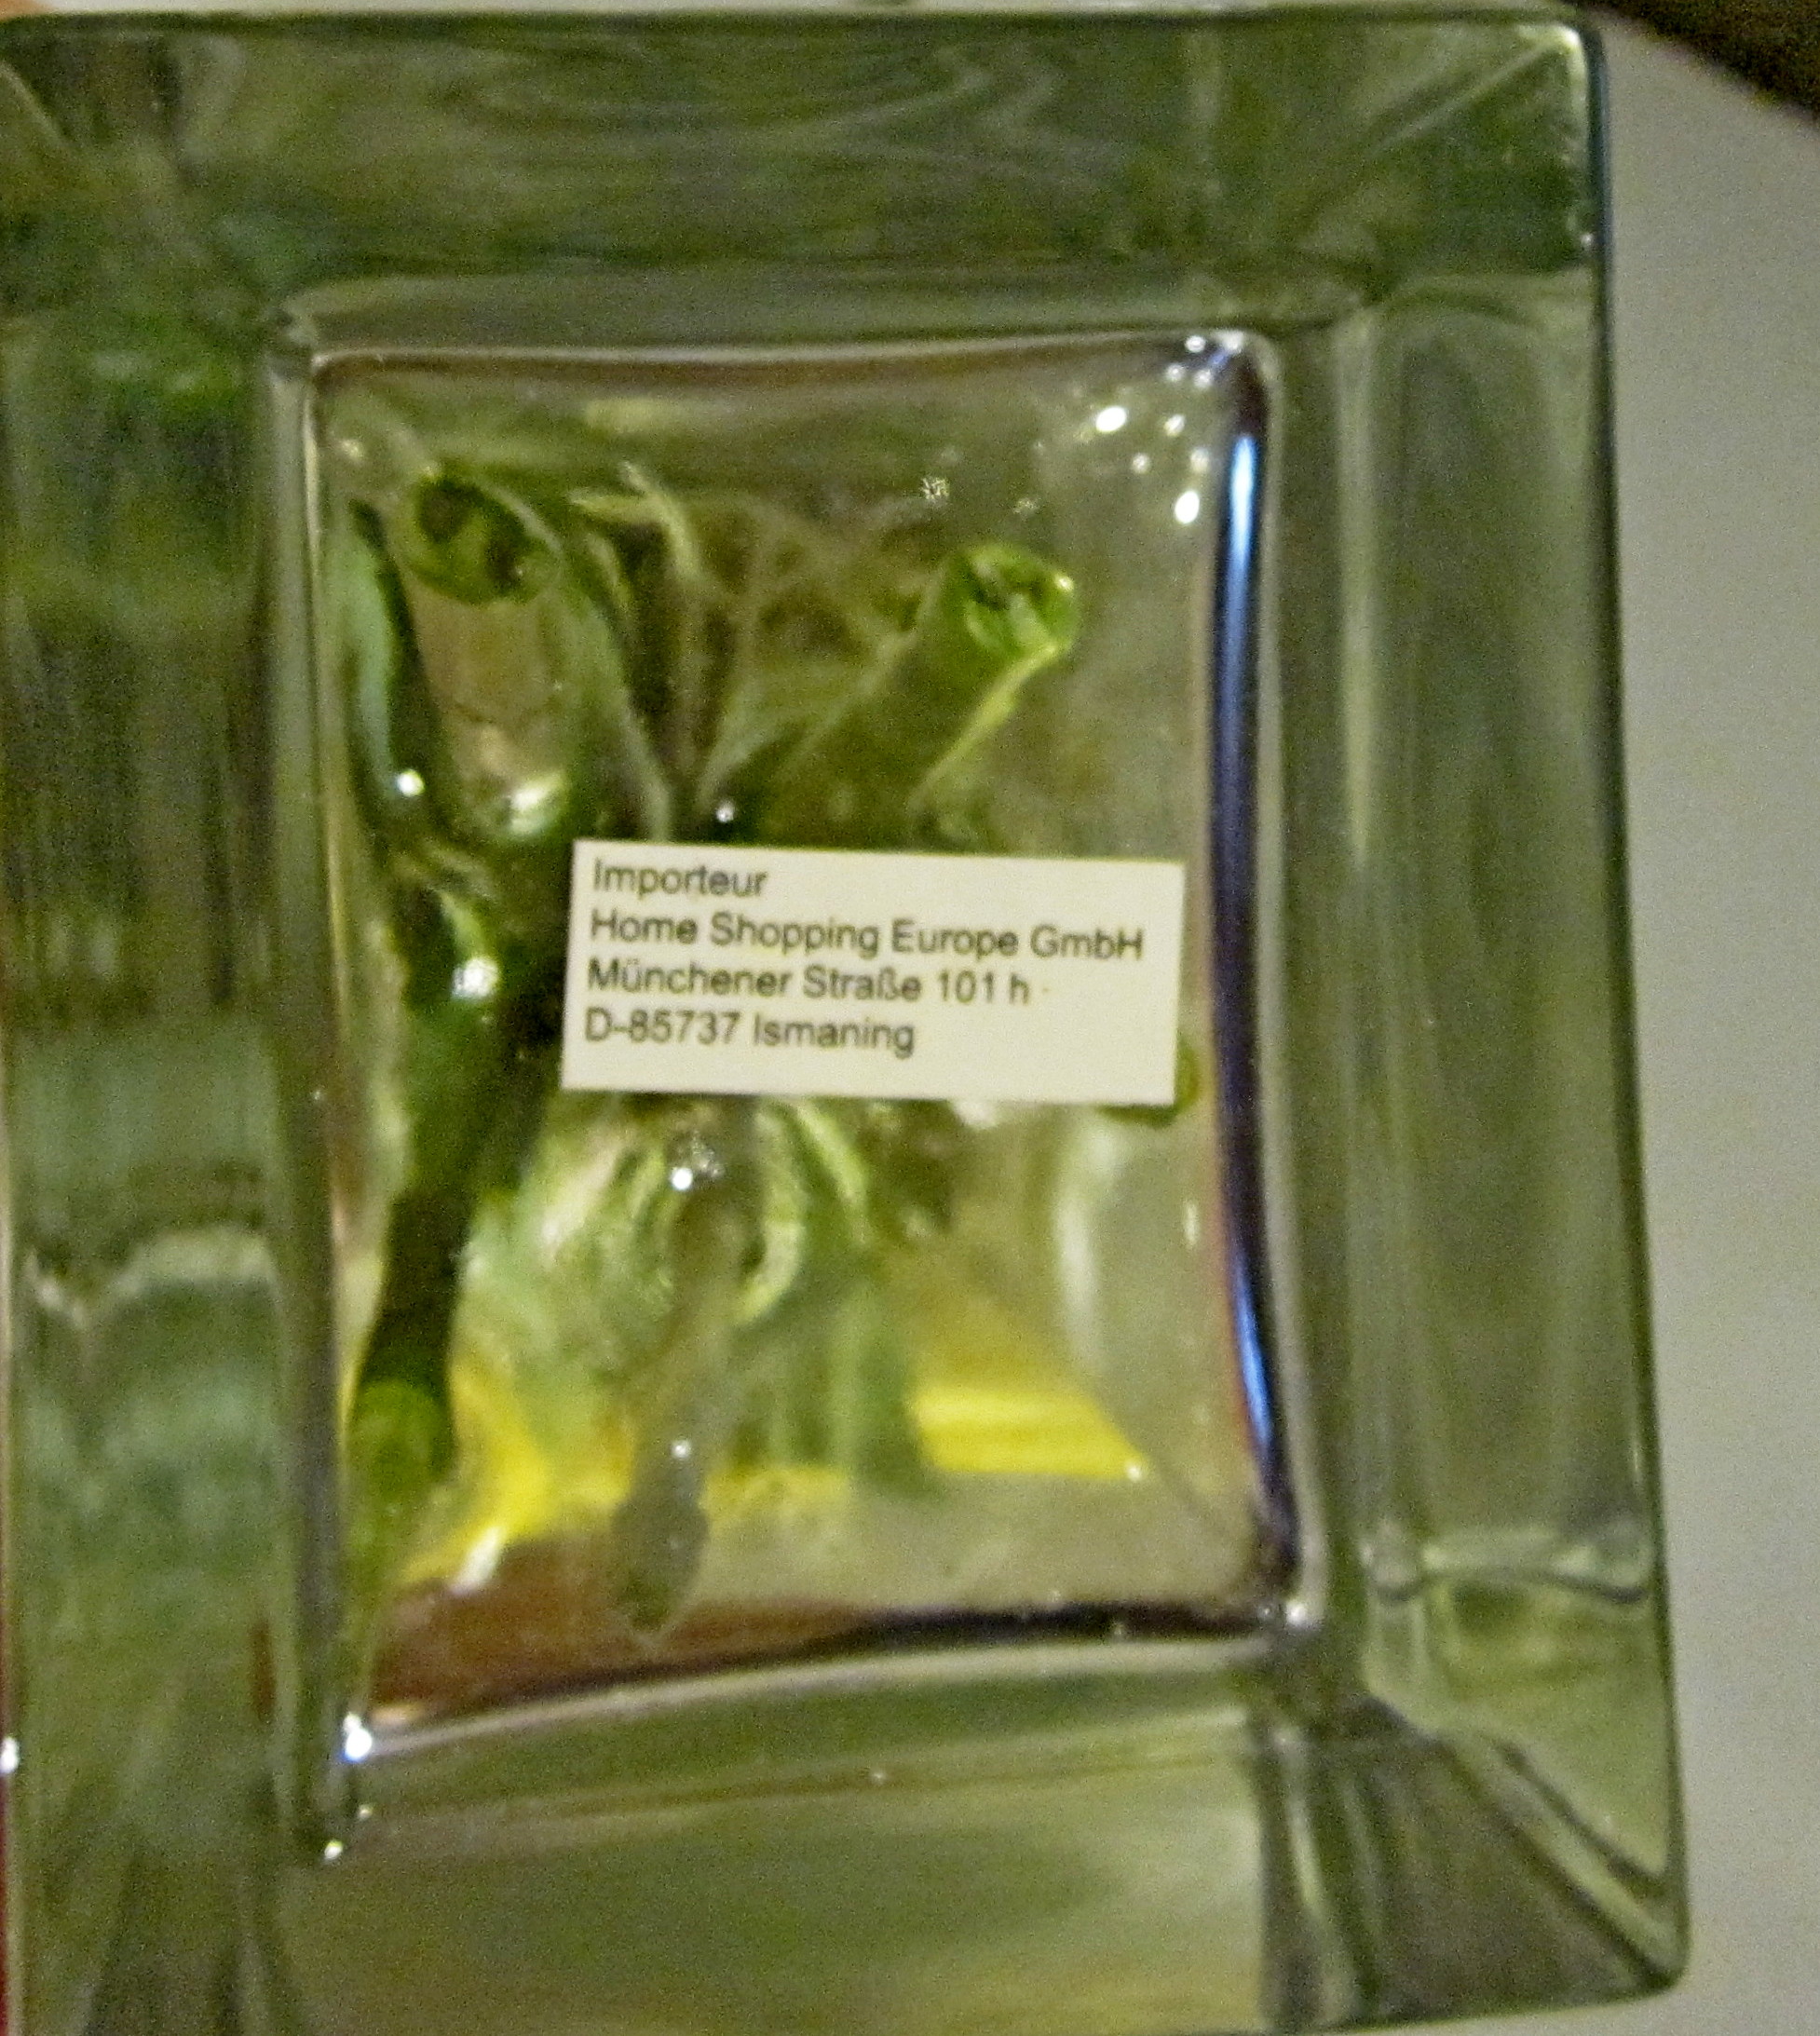 Importeur
Home Shopping Europe GmbH
Münchener Straße 101 h
D-85737 Ismaning